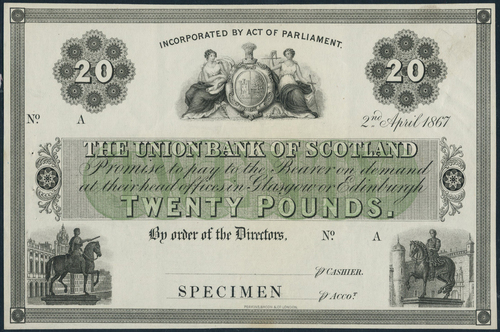 INCORPORATED BY ACT OF PARLIAMENT.
20 20
No. A 2nd April 1867
THE UNION BANK OF SCOTLAND
Promise to pay to the Bearer on demand
at their head offices in Glasgow or Edinburgh
TWENTY POUNDS.
By order of the Directors.
No. A
p CASHIER.
SPECIMEN
p ACCOT.